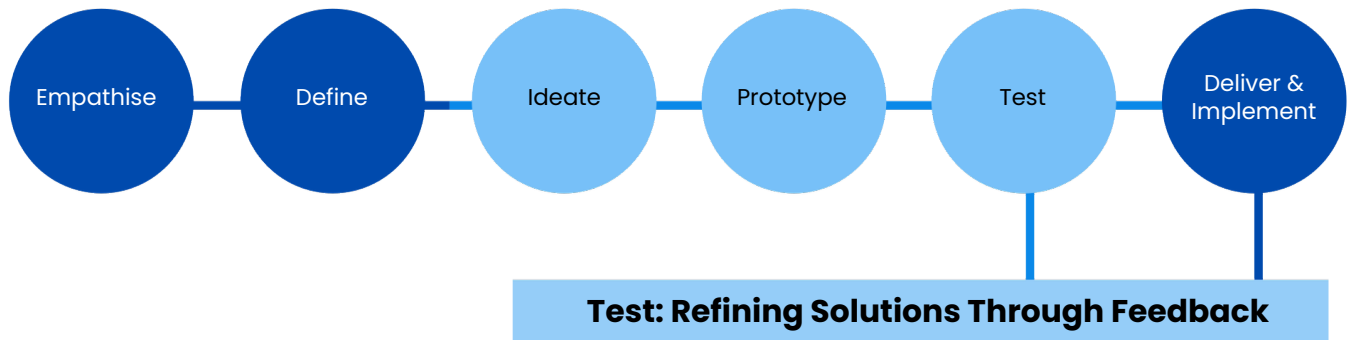 Empathise
Define
Ideate
Prototype
Test
Deliver &
Implement
Test: Refining Solutions Through Feedback